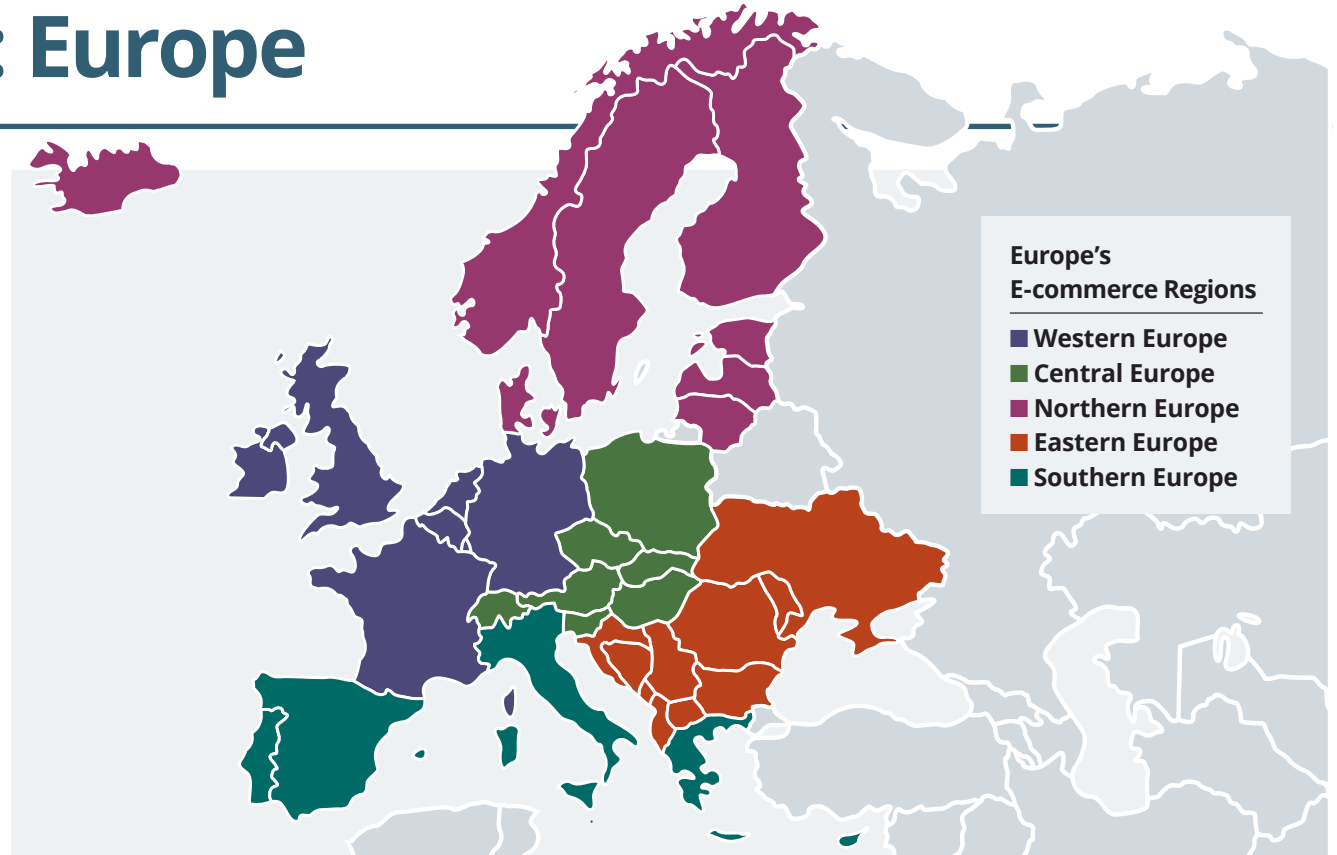 : Europe
Europe's
E-commerce Regions
Western Europe
Central Europe
Northern Europe
Eastern Europe
Southern Europe